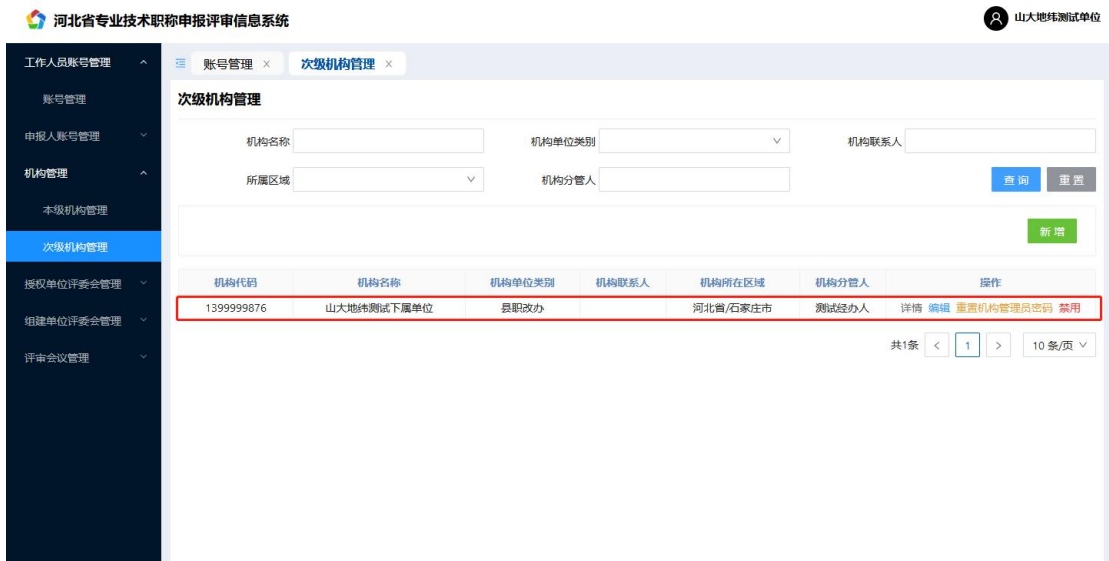 河北省专业技术职称申报评审信息系统
山大地纬测试单位
工作人员账号管理
账号管理
申报人账号管理
机构管理
本级机构管理
次级机构管理
授权单位评委会管理
组建单位评委会管理
评审会议管理
账号管理 × 次级机构管理 ×
次级机构管理
机构名称 机构单位类别 机构联系人
所属区域 机构分管人 查询 重置
新增
机构代码 机构名称 机构单位类别 机构联系人 机构所在区域 机构分管人 操作
1399999876 山大地纬测试下属单位 县职改办 河北省/石家庄市 测试经办人 详情 编辑 重置机构管理员密码 禁用
共1条 < 1 > 10 条/页